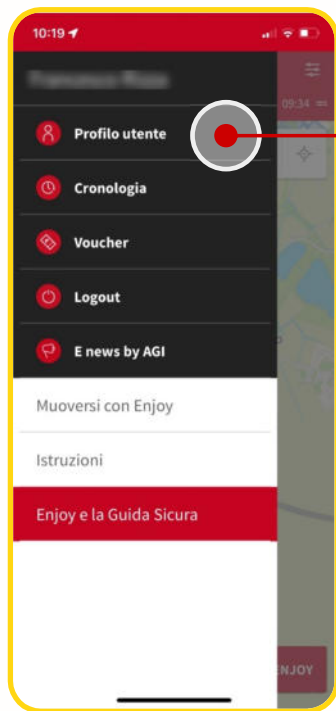 10:19
09:34
Profilo utente
Cronologia
Voucher
Logout
E news by AGI
Muoversi con Enjoy
Istruzioni
Enjoy e la Guida Sicura
NJOY